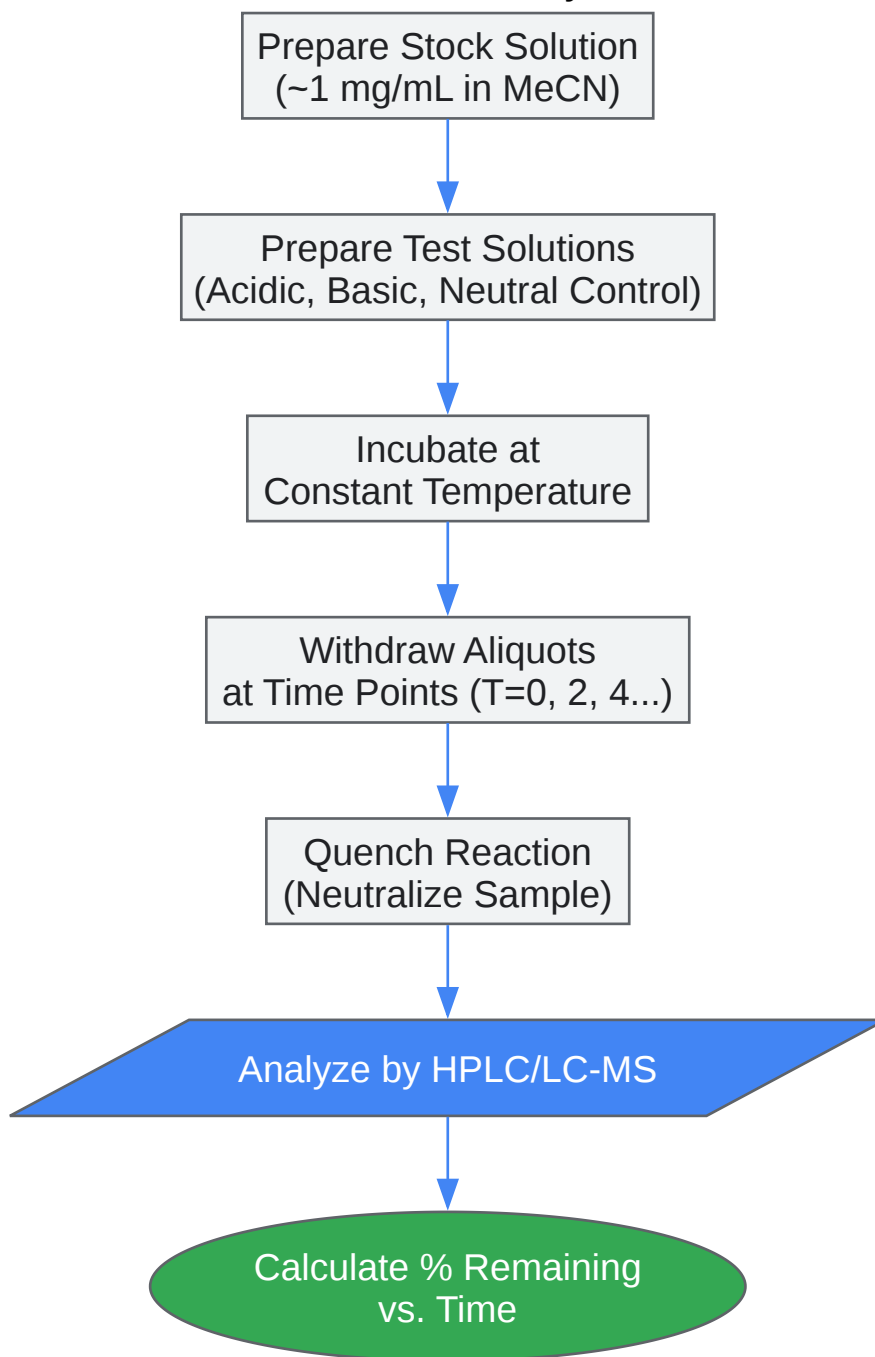 Prepare Stock Solution
(~1 mg/mL in MeCN)
Prepare Test Solutions
(Acidic, Basic, Neutral Control)
Incubate at
Constant Temperature
Withdraw Aliquots
at Time Points (T=0, 2, 4...)
Quench Reaction
(Neutralize Sample)
Analyze by HPLC/LC-MS
Calculate % Remaining
vs. Time